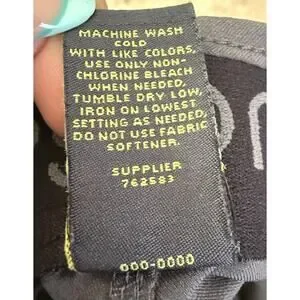 MACHINE WASH
COLD
WITH LIKE COLORS,
USE ONLY NON-
CHLORINE BLEACH
WHEN NEEDED,
TUMBLE DRY LOW,
IRON ON LOWEST
SETTING AS NEEDED,
DO NOT USE FABRIC
SOFTENER.
SUPPLIER
762583
000-0000